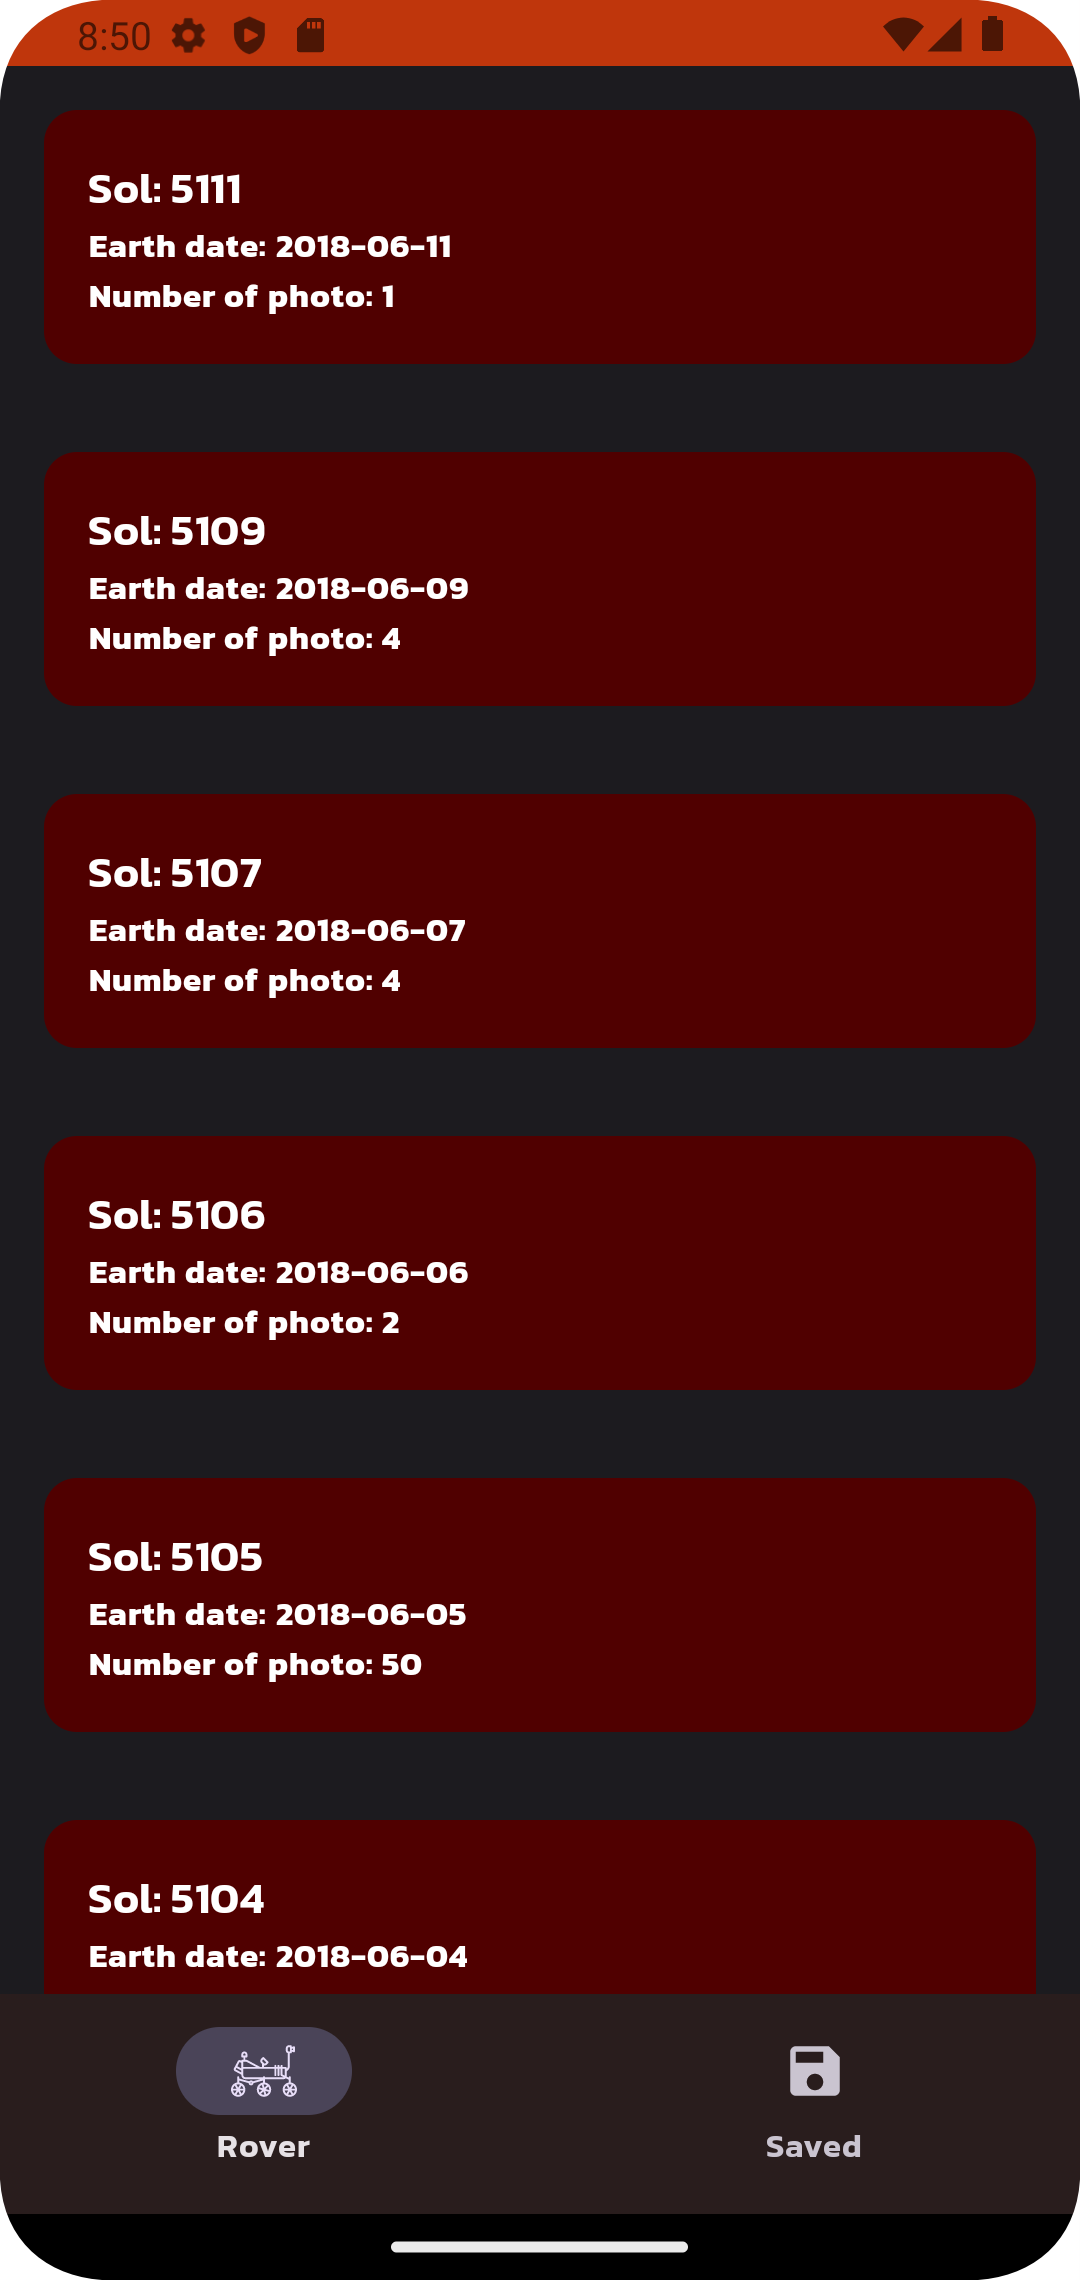 8:50
Sol: 5111
Earth date: 2018-06-11
Number of photo: 1
Sol: 5109
Earth date: 2018-06-09
Number of photo: 4
Sol: 5107
Earth date: 2018-06-07
Number of photo: 4
Sol: 5106
Earth date: 2018-06-06
Number of photo: 2
Sol: 5105
Earth date: 2018-06-05
Number of photo: 50
Sol: 5104
Earth date: 2018-06-04
Rover
Saved